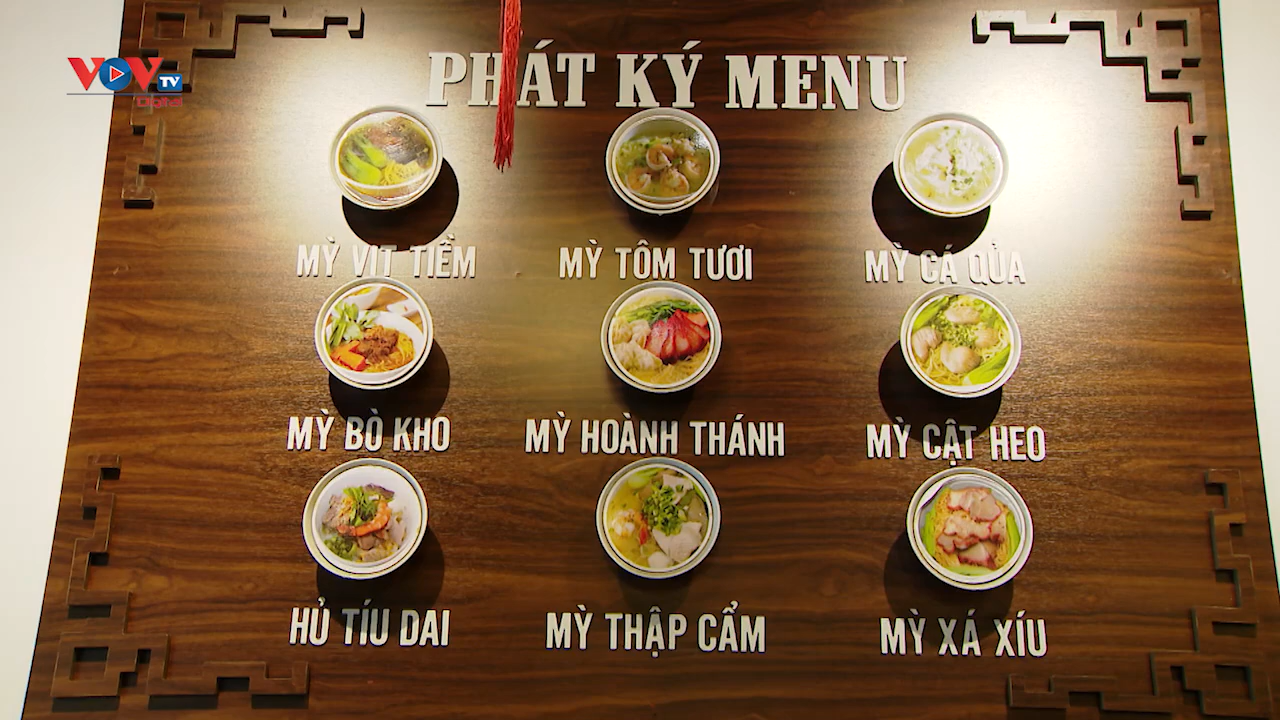 VOV TV
Digital
PHÁT KÝ MENU
MỲ VỊT TIỀM
MỲ TÔM TƯƠI
MỲ CÁ QỦA
MỲ BÒ KHO
MỲ HOÀNH THÁNH
MỲ CẬT HEO
HỦ TÍU DAI
MỲ THẬP CẨM
MỲ XÁ XÍU